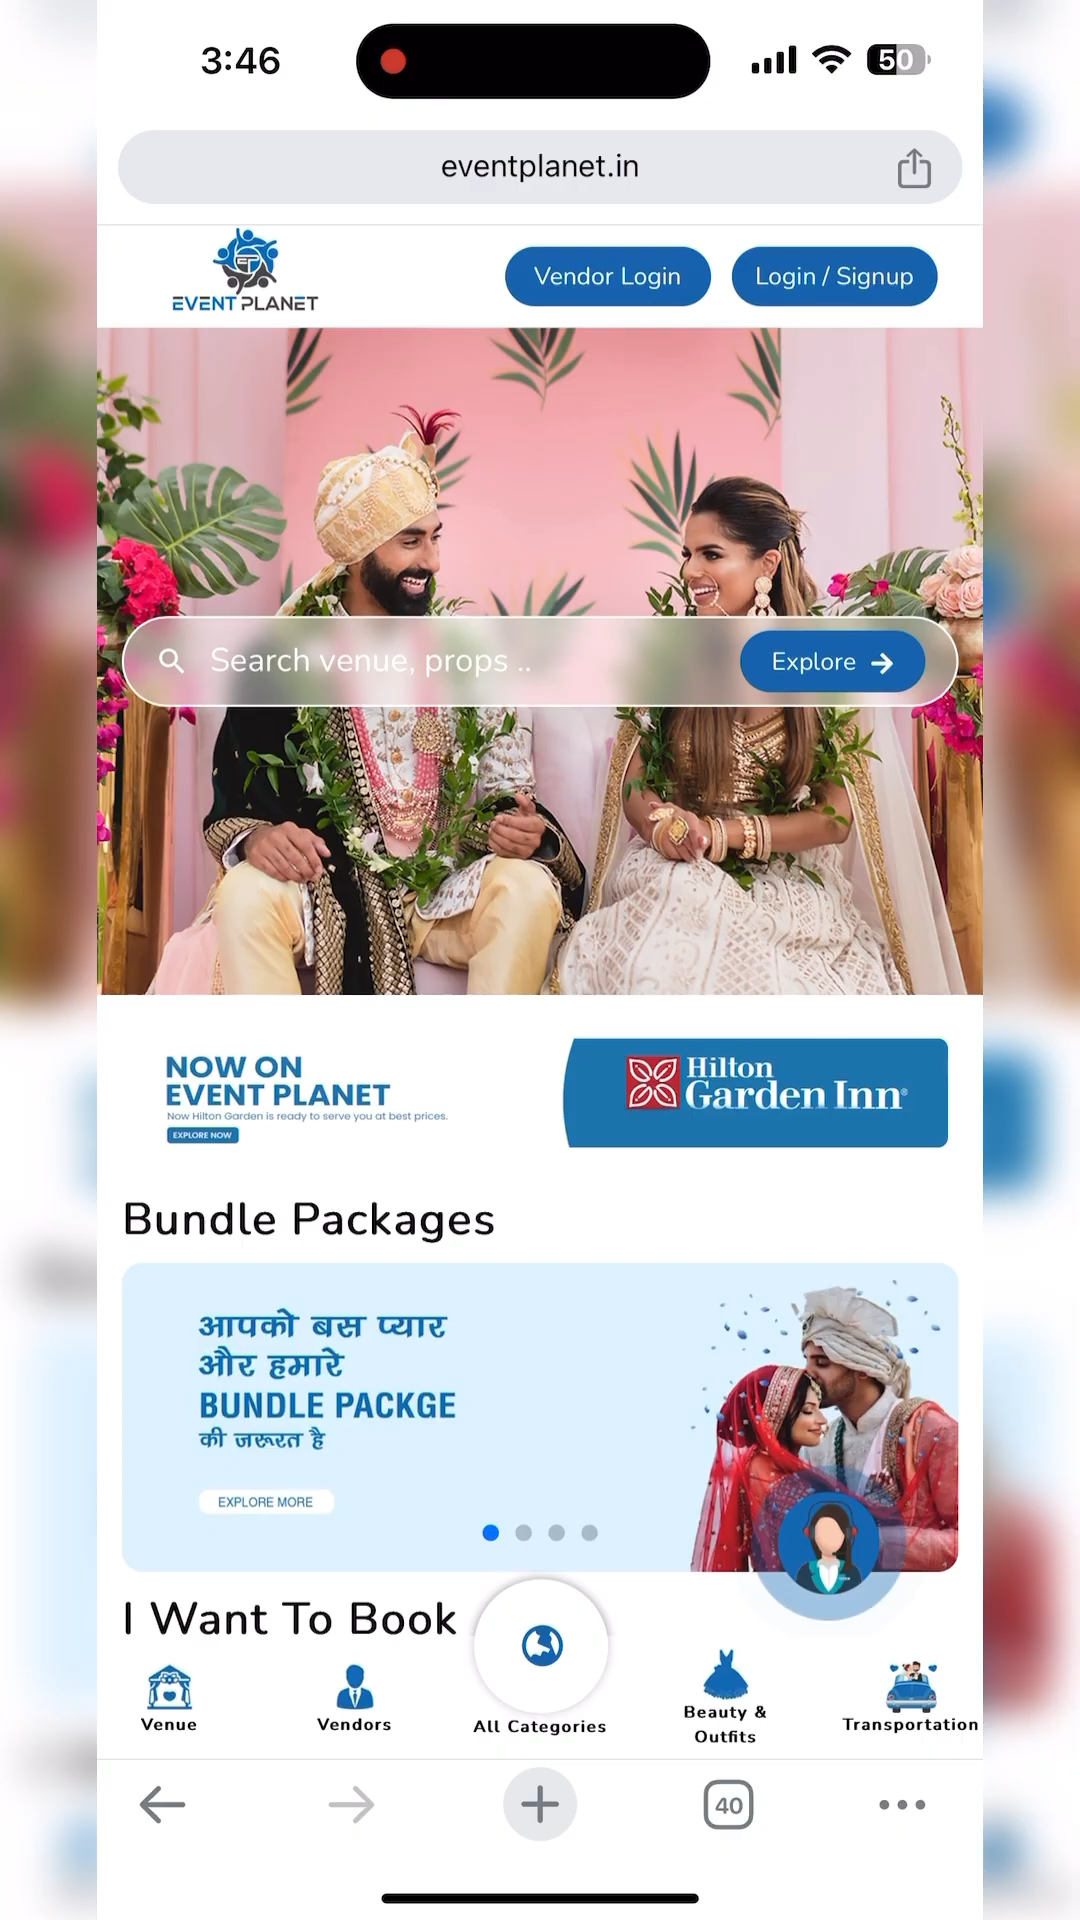 3:46
50
eventplanet.in
EP
EVENT PLANET
Vendor Login
Login / Signup
Search venue, props ..
Explore
NOW ON
EVENT PLANET
Now Hilton Garden is ready to serve you at best prices.
EXPLORE NOW
Hilton
Garden Inn®
Bundle Packages
आपको बस प्यार
और हमारे
BUNDLE PACKGE
की जरूरत है
EXPLORE MORE
I Want To Book
Venue
Vendors
All Categories
Beauty &
Outfits
Transportation
40